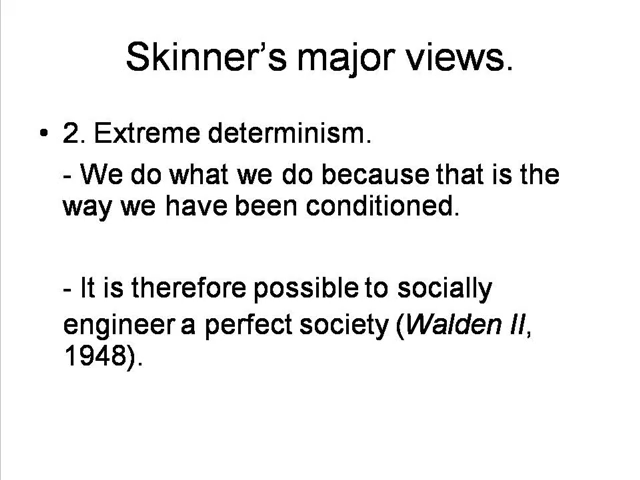 Skinner's major views.
• 2. Extreme determinism.
- We do what we do because that is the
way we have been conditioned.
- It is therefore possible to socially
engineer a perfect society (Walden II,
1948).